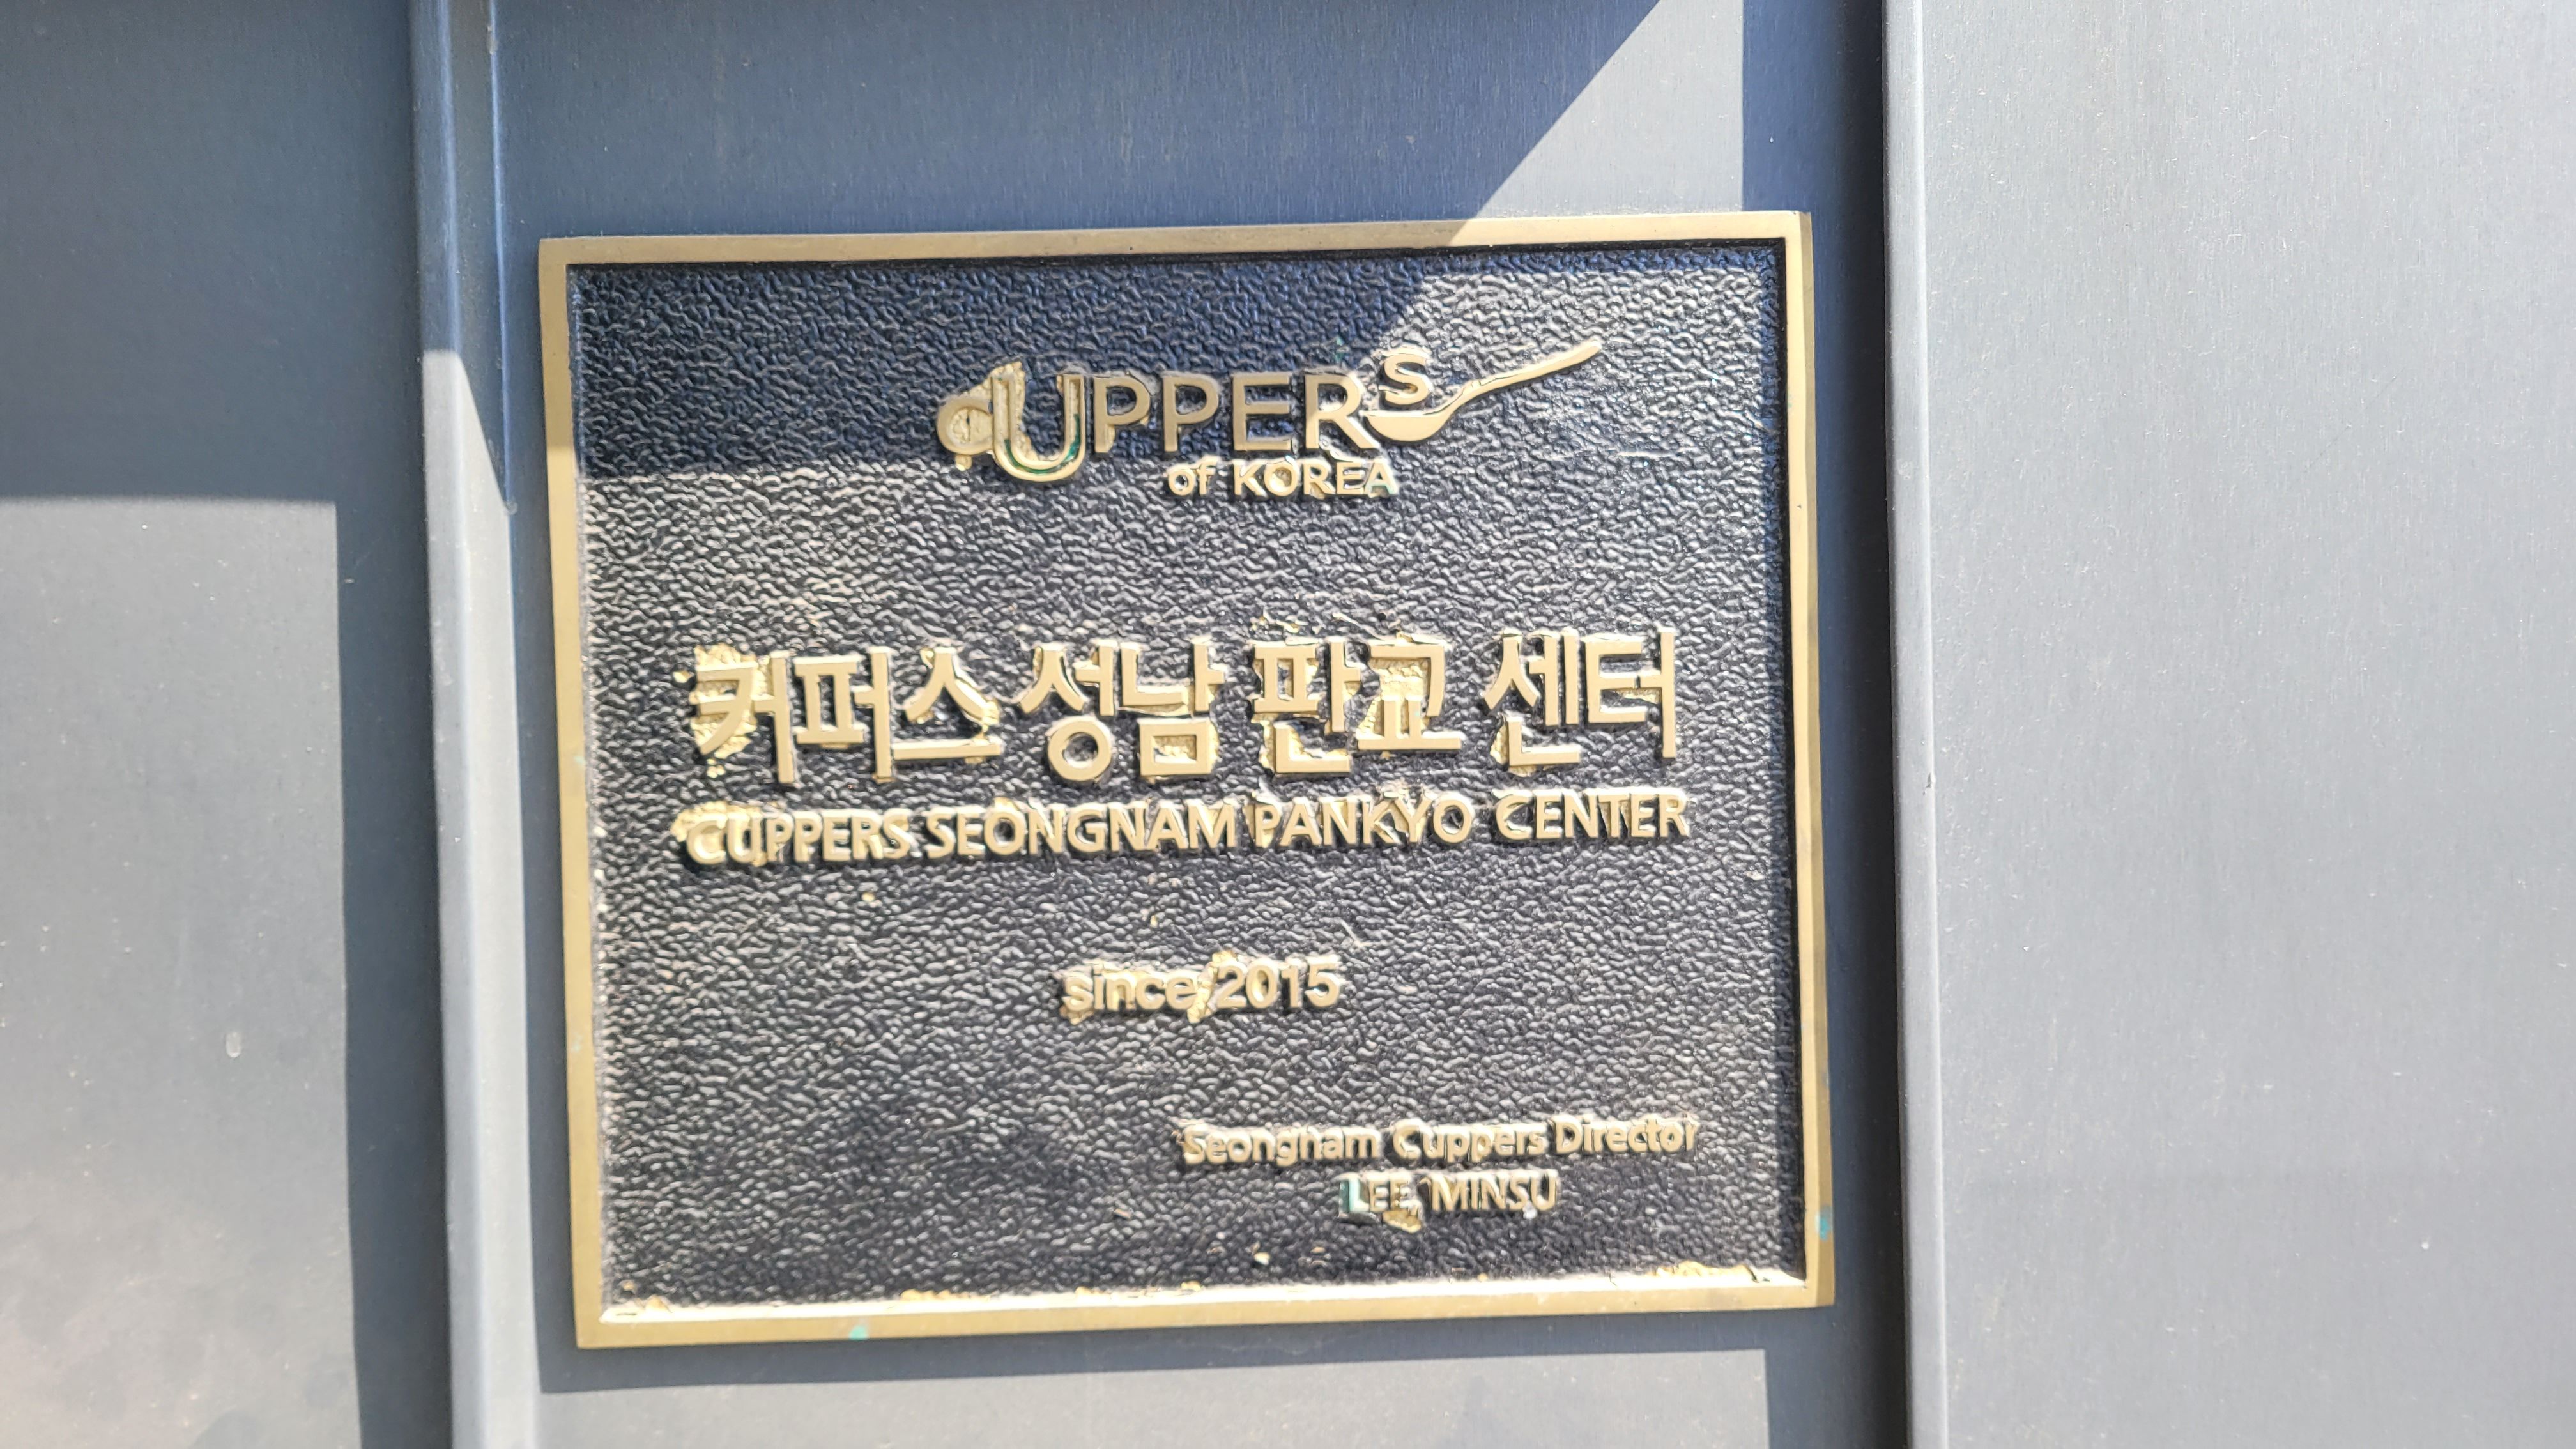 CUPPERS
of KOREA
커퍼스 성남 판교 센터
CUPPERS SEONGNAM PANKYO CENTER
since 2015
Seongnam Cuppers Director
LEE, MINSU